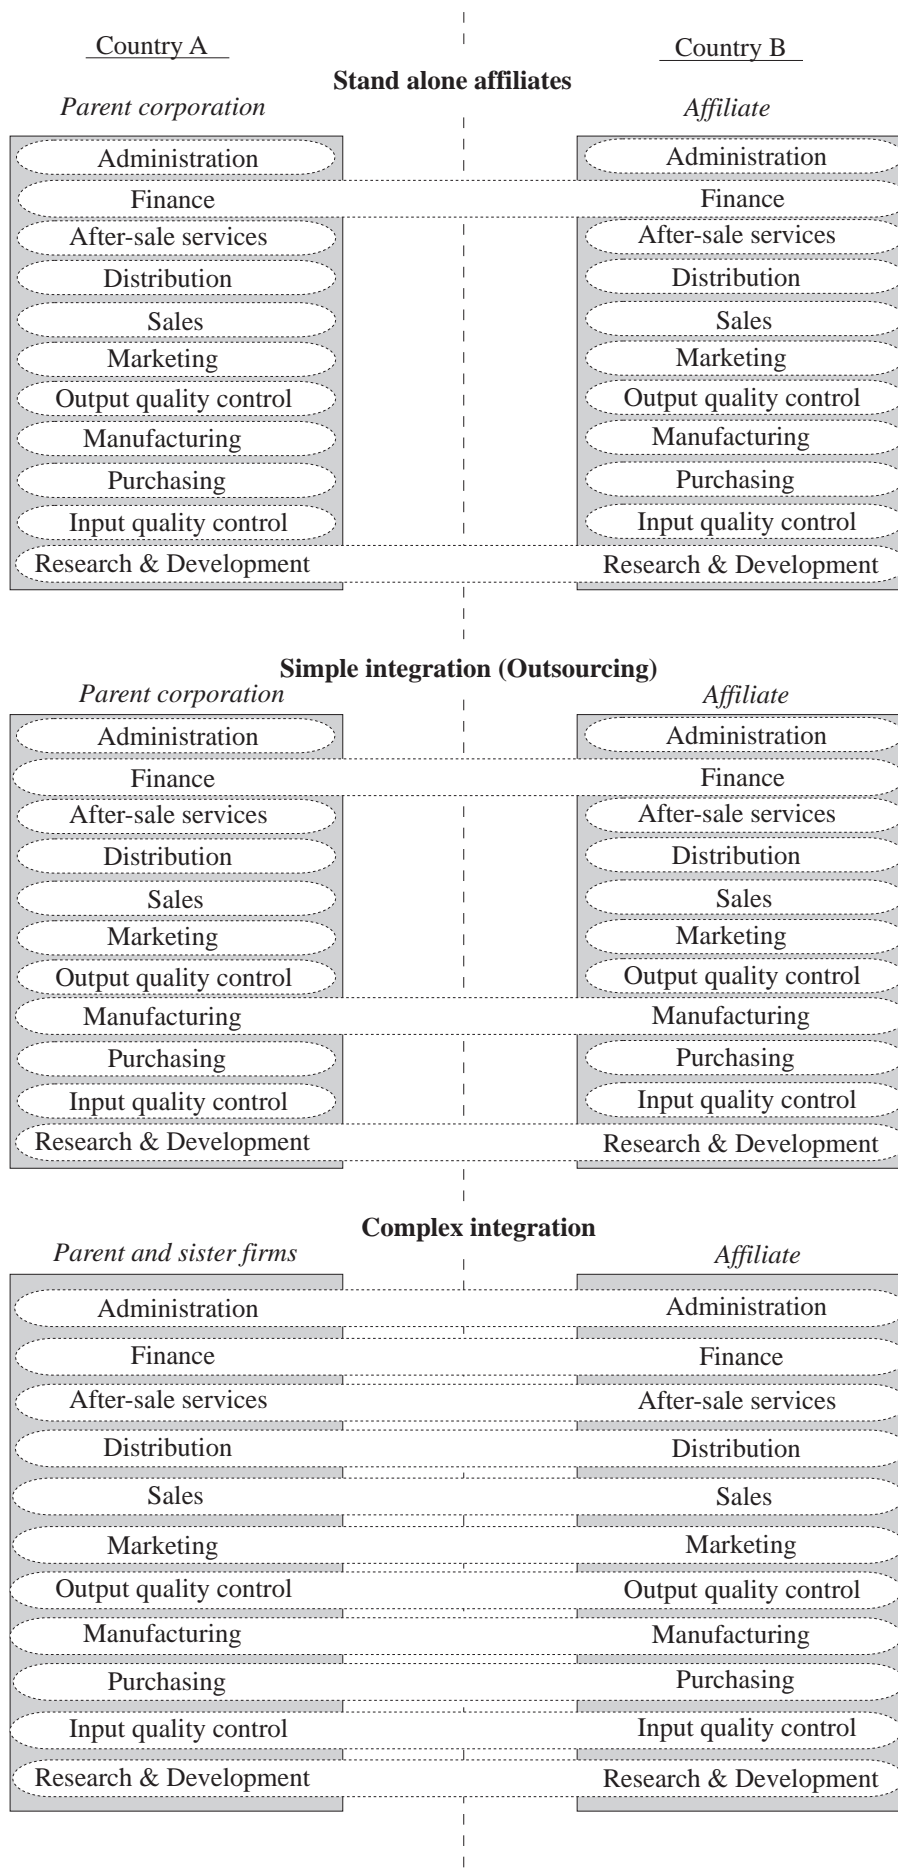 Country A
Country B
Stand alone affiliates
Parent corporation
Affiliate
Administration
Administration
Finance
Finance
After-sale services
After-sale services
Distribution
Distribution
Sales
Sales
Marketing
Marketing
Output quality control
Output quality control
Manufacturing
Manufacturing
Purchasing
Purchasing
Input quality control
Input quality control
Research & Development
Research & Development
Simple integration (Outsourcing)
Parent corporation
Affiliate
Administration
Administration
Finance
Finance
After-sale services
After-sale services
Distribution
Distribution
Sales
Sales
Marketing
Marketing
Output quality control
Output quality control
Manufacturing
Manufacturing
Purchasing
Purchasing
Input quality control
Input quality control
Research & Development
Research & Development
Complex integration
Parent and sister firms
Affiliate
Administration
Administration
Finance
Finance
After-sale services
After-sale services
Distribution
Distribution
Sales
Sales
Marketing
Marketing
Output quality control
Output quality control
Manufacturing
Manufacturing
Purchasing
Purchasing
Input quality control
Input quality control
Research & Development
Research & Development